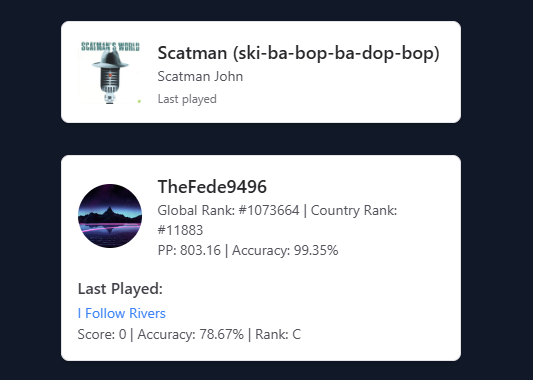 SCATMAN'S WORLD
Scatman (ski-ba-bop-ba-dop-bop)
Scatman John
Last played
TheFede9496
Global Rank: #1073664 | Country Rank:
#11883
PP: 803.16 | Accuracy: 99.35%
Last Played:
I Follow Rivers
Score: 0 | Accuracy: 78.67% | Rank: C